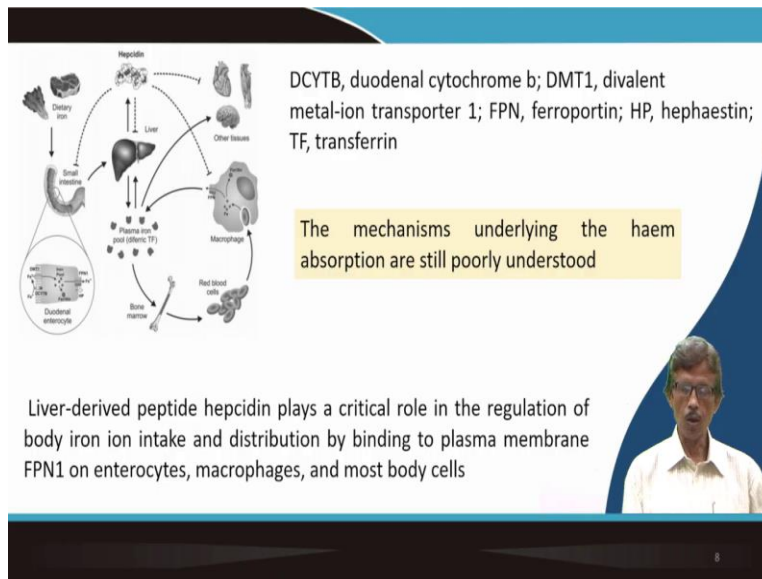 Hepcidin
Dietary
iron
Liver
Other tissues
Small
intestine
Macrophage
Plasma iron
pool (diferric TF)
DMT1
DCYTB
FPN1
HP
Duodenal
enterocyte
Bone
marrow
Red blood
cells
DCYTB, duodenal cytochrome b; DMT1, divalent
metal-ion transporter 1; FPN, ferroportin; HP, hephaestin;
TF, transferrin
The mechanisms underlying the haem
absorption are still poorly understood
Liver-derived peptide hepcidin plays a critical role in the regulation of
body iron ion intake and distribution by binding to plasma membrane
FPN1 on enterocytes, macrophages, and most body cells
8